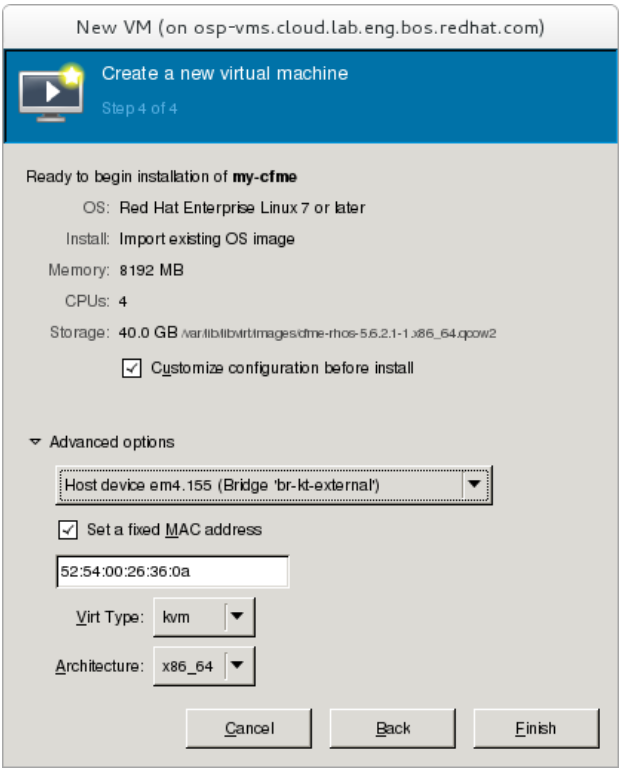 New VM (on osp-vms.cloud.lab.eng.bos.redhat.com)
Create a new virtual machine
Step 4 of 4
Ready to begin installation of my-cfme
OS: Red Hat Enterprise Linux 7 or later
Install: Import existing OS image
Memory: 8192 MB
CPUs: 4
Storage: 40.0 GB /var/lib/libvirt/images/cfme-rhos-5.6.2.1-1.x86_64.qcow2
Customize configuration before install
Advanced options
Host device em4.155 (Bridge 'br-kt-external')
Set a fixed MAC address
52:54:00:26:36:0a
Virt Type: kvm
Architecture: x86_64
Cancel Back Finish